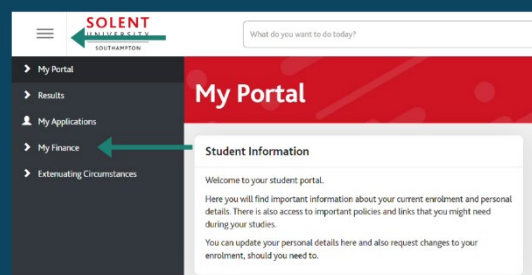 SOLENT
UNIVERSITY
SOUTHAMPTON
What do you want to do today?
My Portal
Results
My Applications
My Finance
Extenuating Circumstances
My Portal
Student Information
Welcome to your student portal.
Here you will find important information about your current enrolment and personal
details. There is also access to important policies and links that you might need
during your studies.
You can update your personal details here and also request changes to your
enrolment, should you need to.